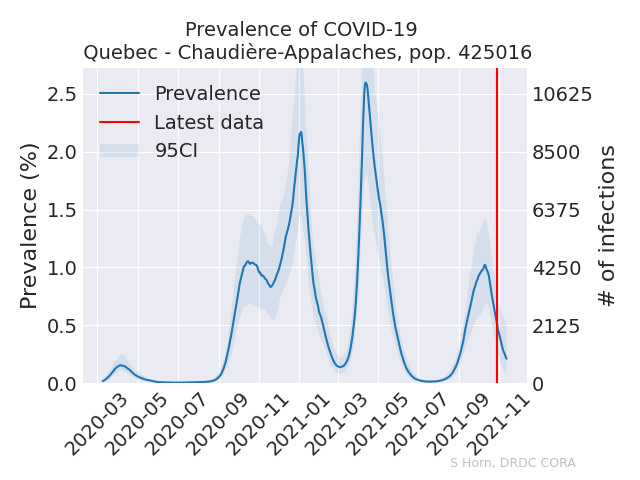 Prevalence of COVID-19
Quebec - Chaudière-Appalaches, pop. 425016
Prevalence
Latest data
95CI
Prevalence (%)
2.5
2.0
1.5
1.0
0.5
0.0
10625
8500
6375
4250
2125
0
# of infections
2020-03
2020-05
2020-07
2020-09
2020-11
2021-01
2021-03
2021-05
2021-07
2021-09
2021-11
S Horn, DRDC CORA